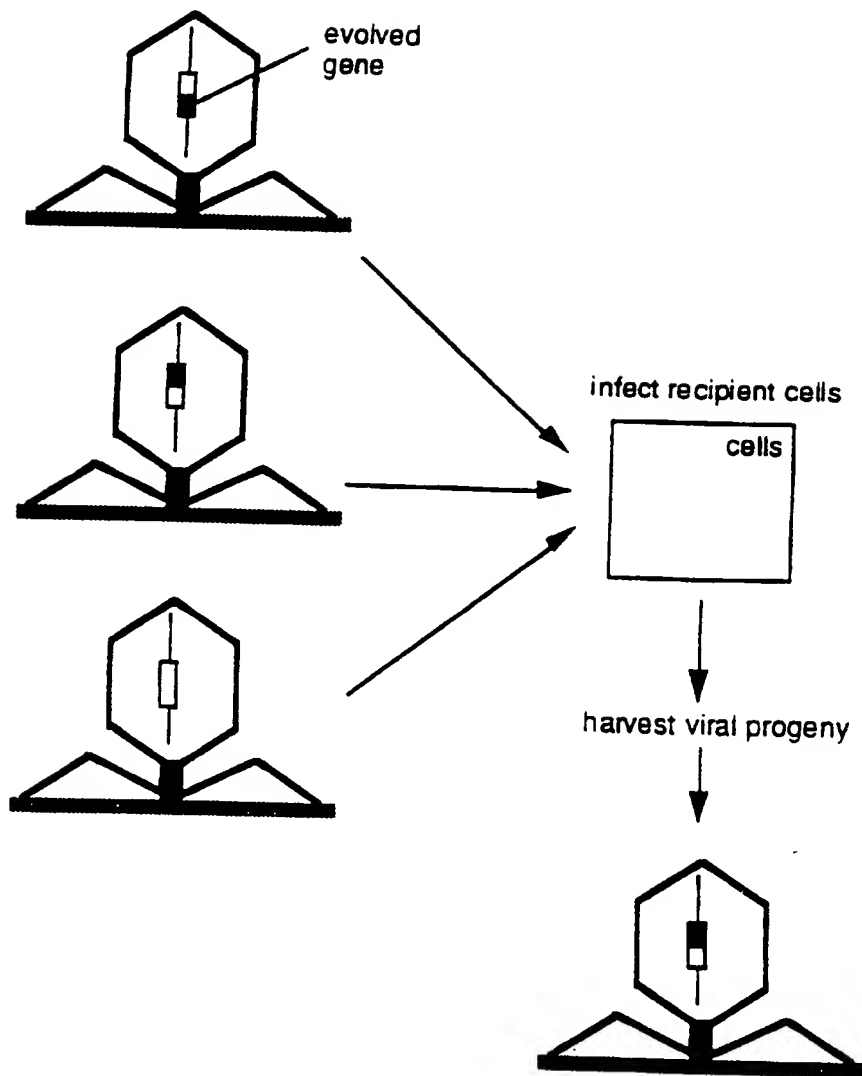 evolved
gene
infect recipient cells
cells
harvest viral progeny